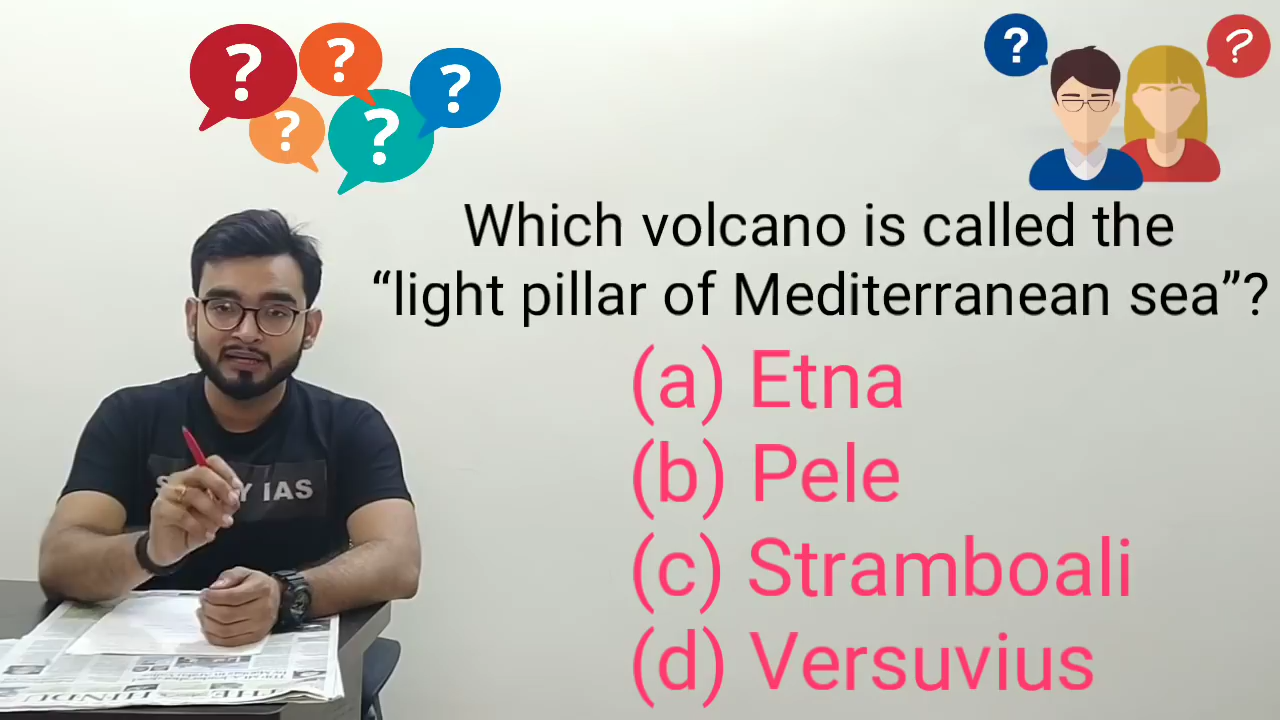 ? ? ? ? ?
? ?
Which volcano is called the
“light pillar of Mediterranean sea”?
(a) Etna
(b) Pele
(c) Stramboali
(d) Versuvius
IAS